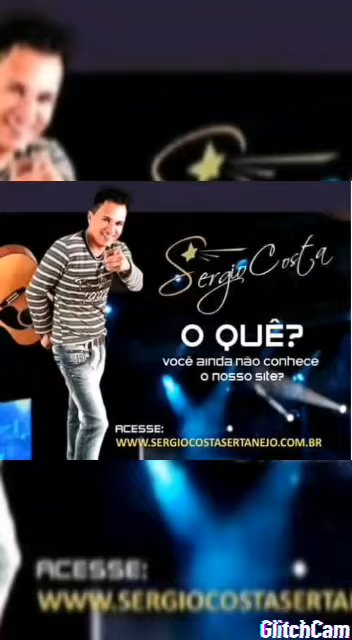 Sergio Costa
O QUÊ?
você ainda não conhece
o nosso site?
ACESSE:
WWW.SERGIOCOSTASERTANEJO.COM.BR
ACESSE:
WWW.SERGIOCOSTASERTA
GlitchCam